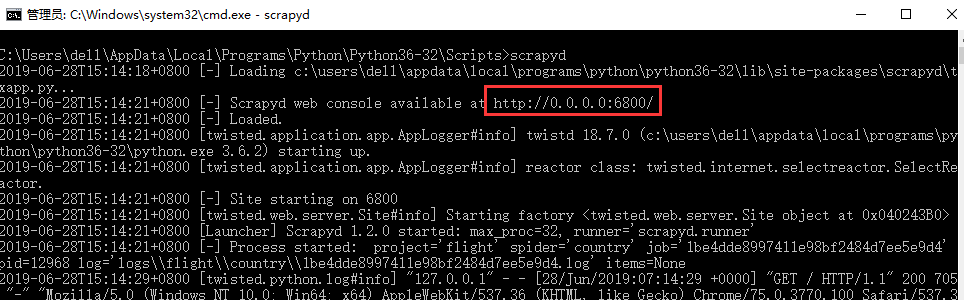 管理员: C:\Windows\system32\cmd.exe - scrapyd
C:\Users\dell\AppData\Local\Programs\Python\Python36-32\Scripts>scrapyd
2019-06-28T15:14:18+0800 [-] Loading c:\users\dell\appdata\local\programs\python\python36-32\lib\site-packages\scrapyd\t
xapp.py...
2019-06-28T15:14:21+0800 [-] Scrapyd web console available at http://0.0.0.0:6800/
2019-06-28T15:14:21+0800 [-] Loaded.
2019-06-28T15:14:21+0800 [twisted.application.app.AppLogger#info] twistd 18.7.0 (c:\users\dell\appdata\local\programs\py
thon\python36-32\python.exe 3.6.2) starting up.
2019-06-28T15:14:21+0800 [twisted.application.app.AppLogger#info] reactor class: twisted.internet.selectreactor.SelectRe
actor.
2019-06-28T15:14:21+0800 [-] Site starting on 6800
2019-06-28T15:14:21+0800 [twisted.web.server.Site#info] Starting factory <twisted.web.server.Site object at 0x040243B0>
2019-06-28T15:14:21+0800 [Launcher] Scrapyd 1.2.0 started: max_proc=32, runner='scrapyd.runner'
2019-06-28T15:14:21+0800 [-] Process started:  project='flight' spider='country' job='1be4dde8997411e98bf2484d7ee5e9d4'
pid=12968 log='logs\\flight\\country\\1be4dde8997411e98bf2484d7ee5e9d4.log' items=None
2019-06-28T15:14:29+0800 [twisted.python.log#info] "127.0.0.1" - - [28/Jun/2019:07:14:29 +0000] "GET / HTTP/1.1" 200 705
"-" "Mozilla/5.0 (Windows NT 10.0; Win64; x64) AppleWebKit/537.36 (KHTML, like Gecko) Chrome/75.0.3770.100 Safari/537.3